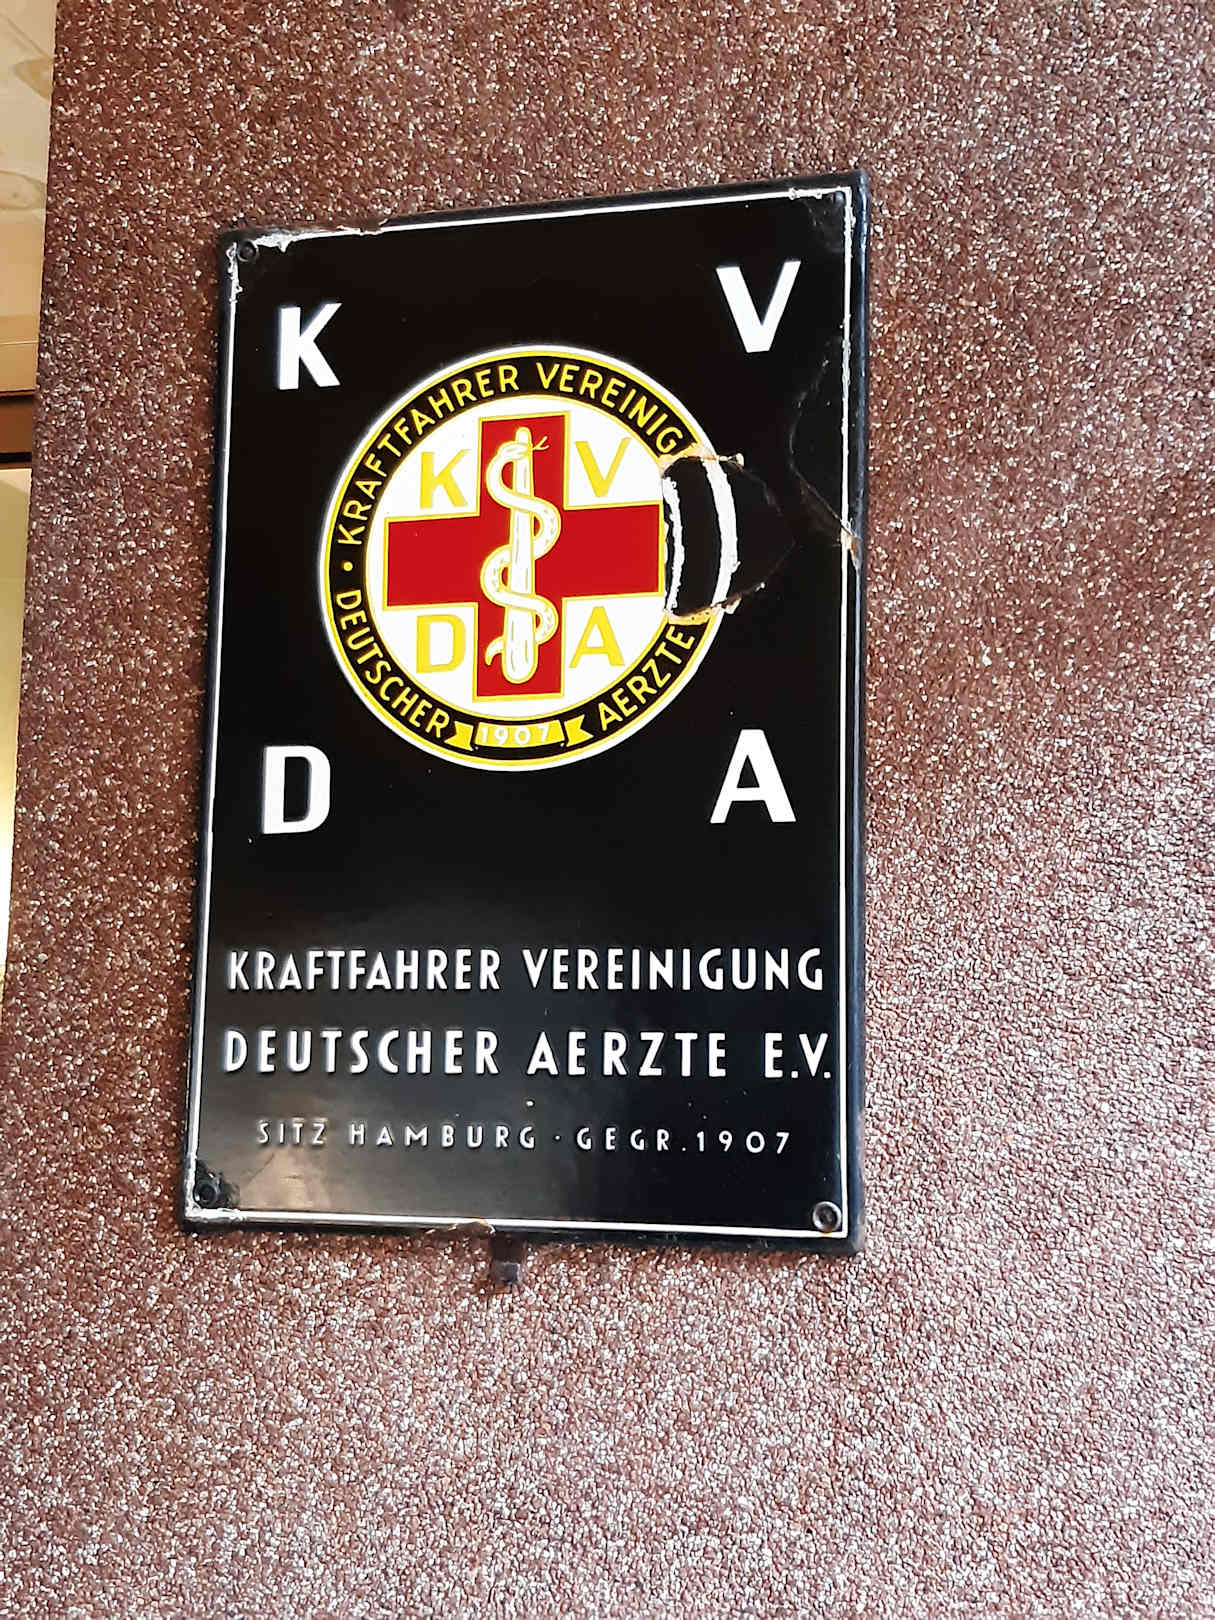 K V
KRAFTFAHRER VEREINIG
K V
D A
DEUTSCHER 1907 AERZTE
D A
KRAFTFAHRER VEREINIGUNG
DEUTSCHER AERZTE E.V.
SITZ HAMBURG · GEGR. 1907